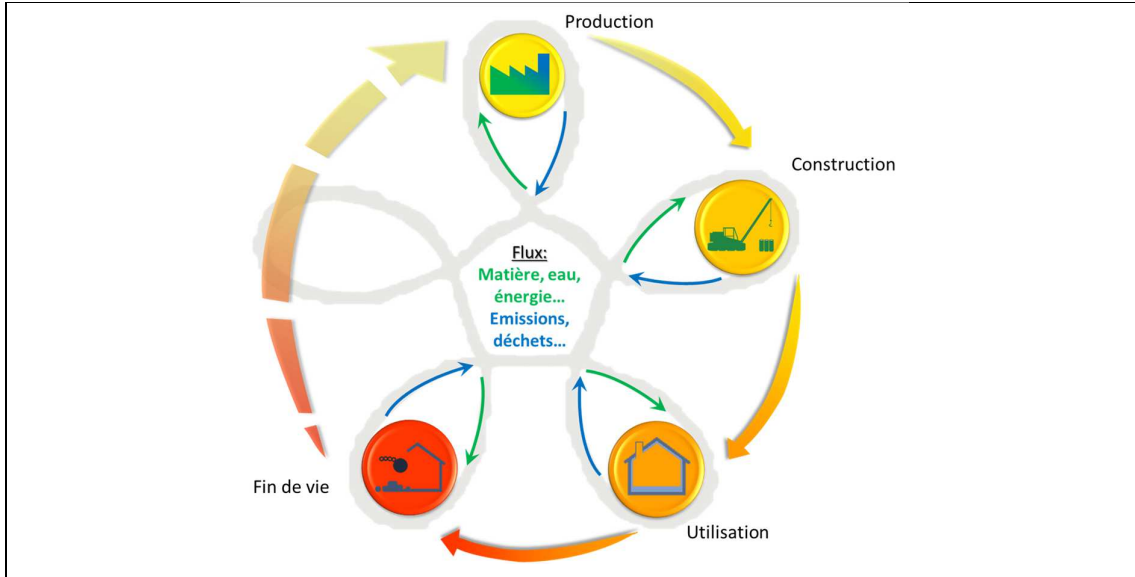 Production
Construction
Flux:
Matière, eau,
énergie...
Emissions,
déchets...
Fin de vie
Utilisation